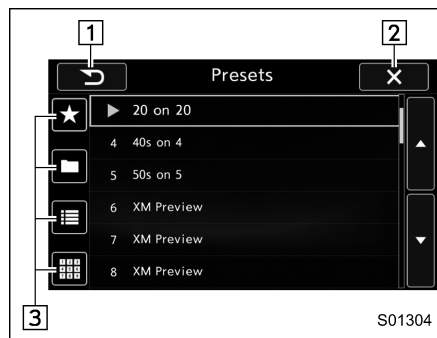 1
2
Presets
20 on 20
4 40s on 4
5 50s on 5
6 XM Preview
7 XM Preview
8 XM Preview
3
S01304